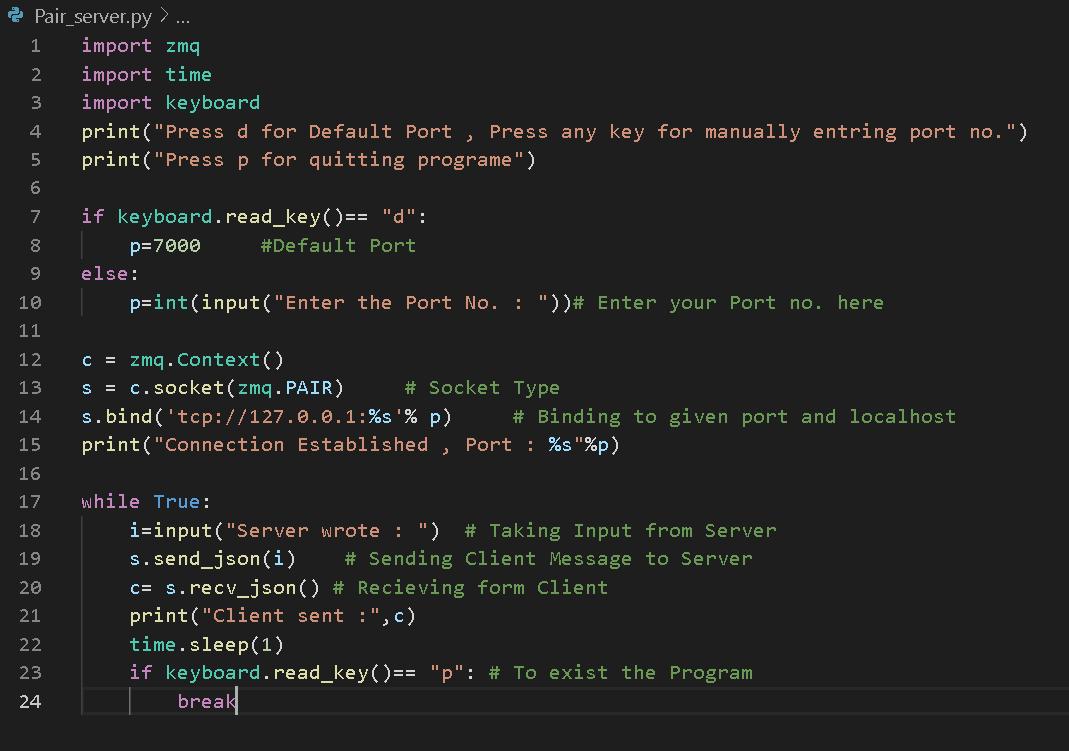 Pair_server.py > ...
1 import zmq
2 import time
3 import keyboard
4 print("Press d for Default Port , Press any key for manually entring port no.")
5 print("Press p for quitting programe")
6
7 if keyboard.read_key()== "d":
8     p=7000     #Default Port
9 else:
10     p=int(input("Enter the Port No. : "))# Enter your Port no. here
11
12 c = zmq.Context()
13 s = c.socket(zmq.PAIR)     # Socket Type
14 s.bind('tcp://127.0.0.1:%s'% p)     # Binding to given port and localhost
15 print("Connection Established , Port : %s"%p)
16
17 while True:
18     i=input("Server wrote : ")  # Taking Input from Server
19     s.send_json(i)    # Sending Client Message to Server
20     c= s.recv_json() # Recieving form Client
21     print("Client sent :",c)
22     time.sleep(1)
23     if keyboard.read_key()== "p": # To exist the Program
24         break